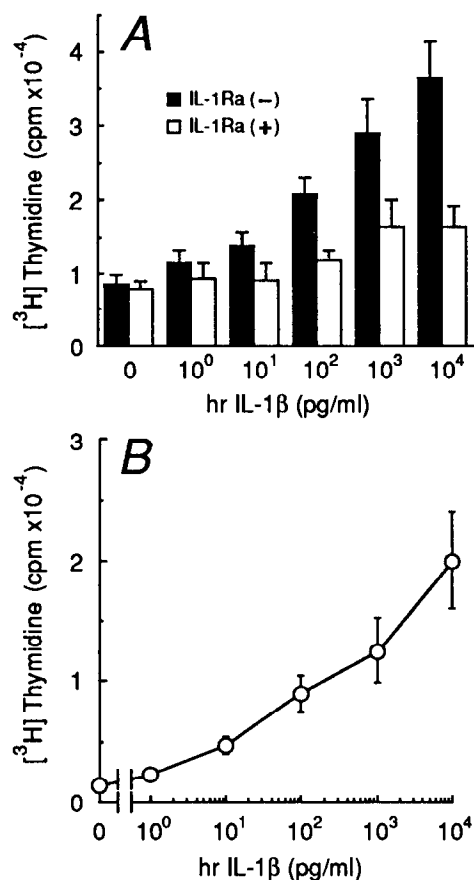 A
[³H] Thymidine (cpm x10⁻⁴)
4
3
2
1
0
IL-1Ra (−)
IL-1Ra (+)
0 10⁰ 10¹ 10² 10³ 10⁴
hr IL-1β (pg/ml)
B
[³H] Thymidine (cpm x10⁻⁴)
3
2
1
0
0 10⁰ 10¹ 10² 10³ 10⁴
hr IL-1β (pg/ml)